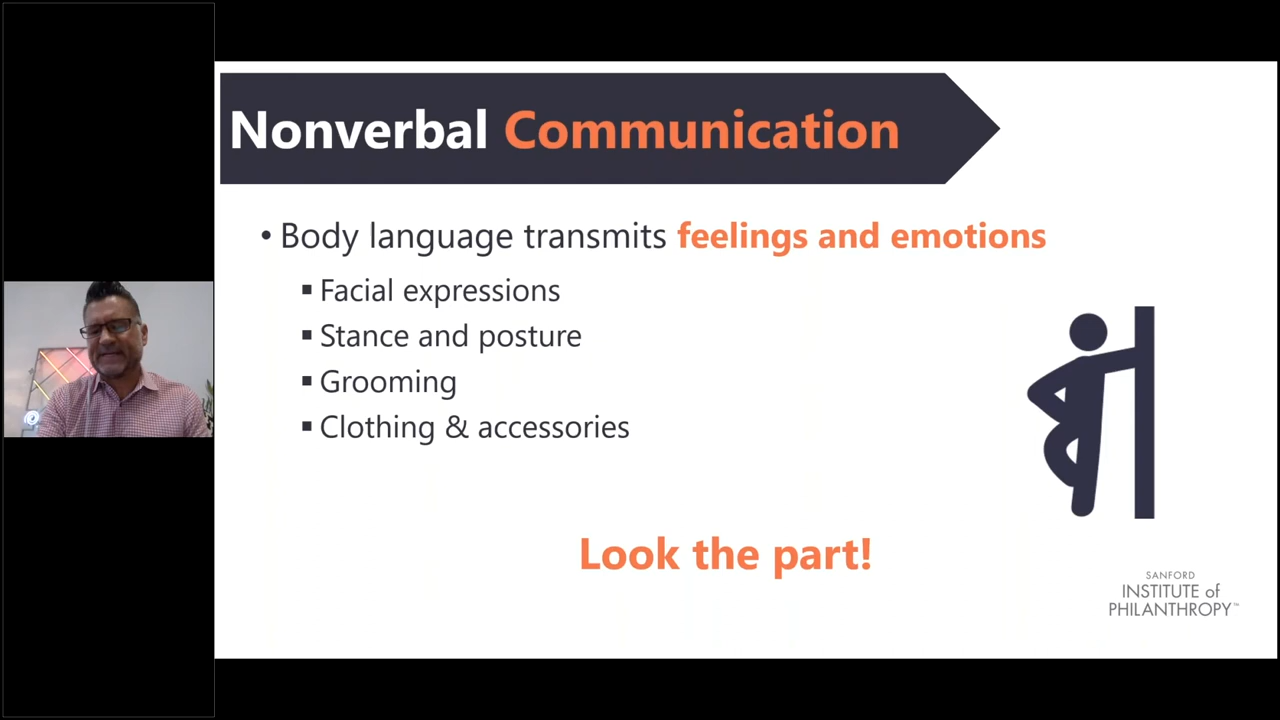 Nonverbal Communication
• Body language transmits feelings and emotions
▪ Facial expressions
▪ Stance and posture
▪ Grooming
▪ Clothing & accessories
Look the part!
SANFORD
INSTITUTE of
PHILANTHROPY™